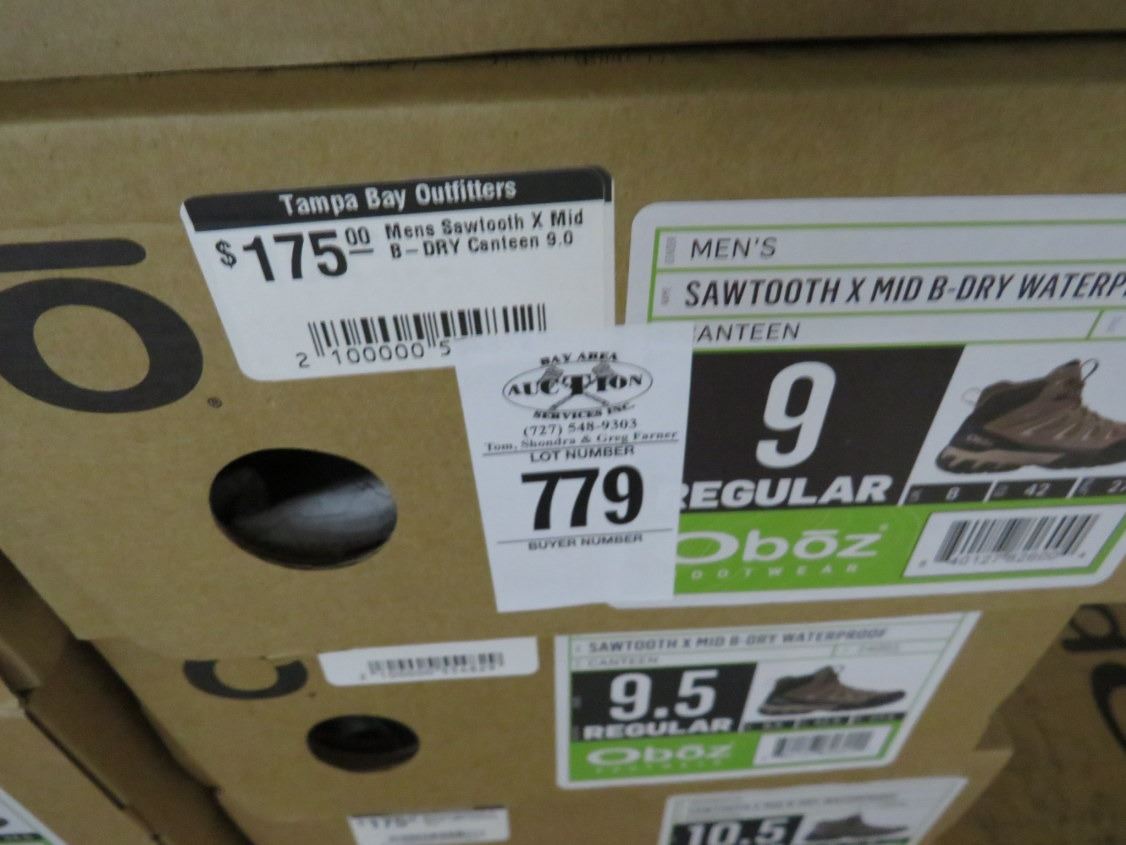 Tampa Bay Outfitters
$175.00 Mens Sawtooth X Mid
B-DRY Canteen 9.0
2 100000 5
BAY AREA
AUCTION
SERVICES INC.
(727) 548-9303
Tom, Shondra & Greg Farner
LOT NUMBER
779
BUYER NUMBER
MEN'S
SAWTOOTH X MID B-DRY WATERP
ANTEEN
9
REGULAR
8 42
Obōz®
OOTWEAR
SAWTOOTH X MID B-DRY WATERPROOF
CANTEEN
9.5
REGULAR
Obōz
10.5